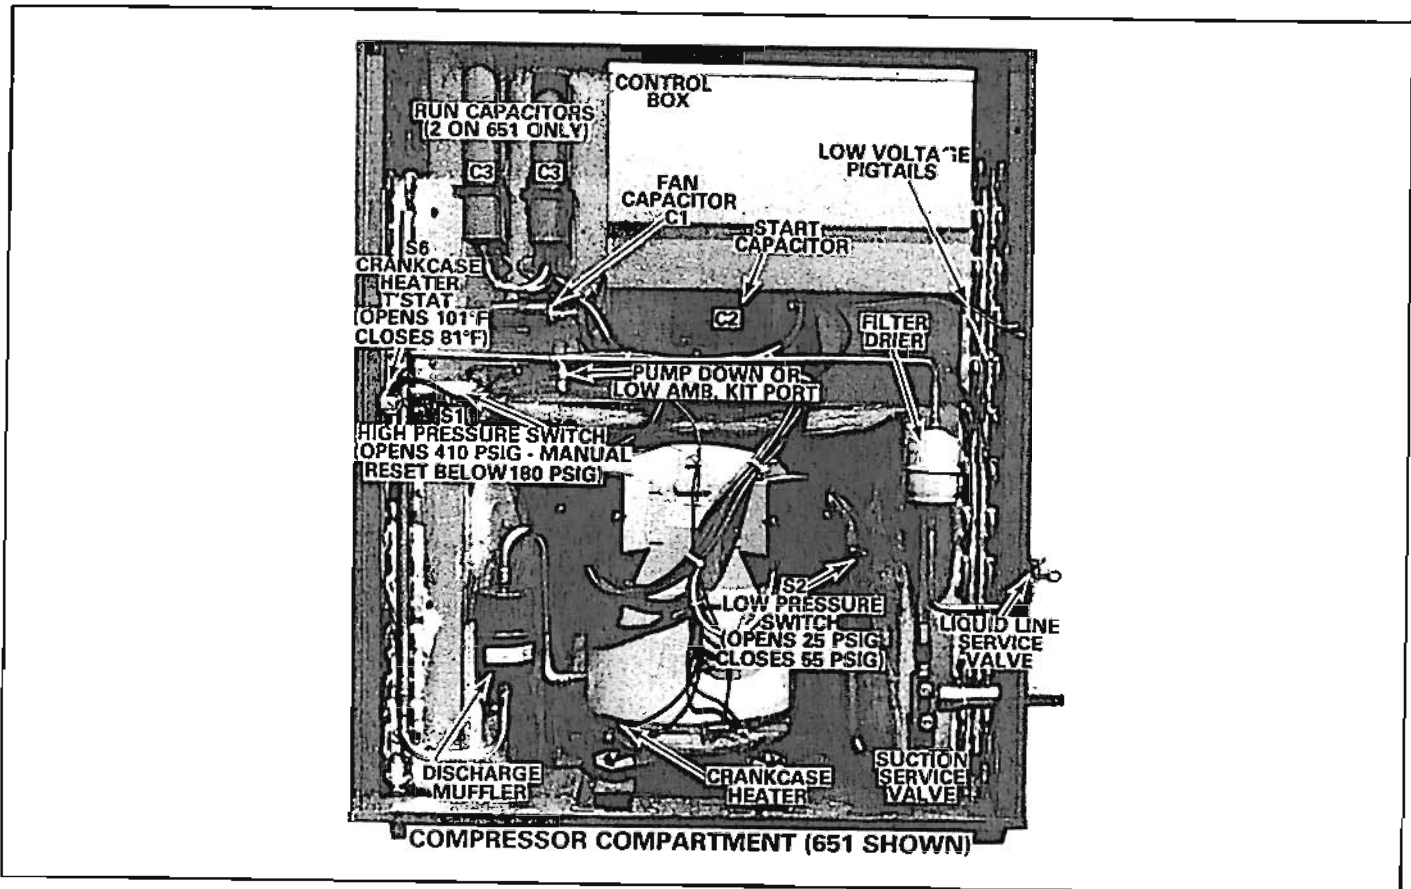 CONTROL
BOX
RUN CAPACITORS
(2 ON 651 ONLY)
C3
C3
LOW VOLTAGE
PIGTAILS
FAN
CAPACITOR
C1
START
CAPACITOR
S6
CRANKCASE
HEATER
T'STAT
(OPENS 101°F
CLOSES 81°F)
C2
FILTER
DRIER
PUMP DOWN OR
LOW AMB. KIT PORT
S1
HIGH PRESSURE SWITCH
(OPENS 410 PSIG - MANUAL
RESET BELOW 180 PSIG)
S2
LOW PRESSURE
SWITCH
(OPENS 25 PSIG
CLOSES 55 PSIG)
LIQUID LINE
SERVICE
VALVE
DISCHARGE
MUFFLER
CRANKCASE
HEATER
SUCTION
SERVICE
VALVE
COMPRESSOR COMPARTMENT (651 SHOWN)